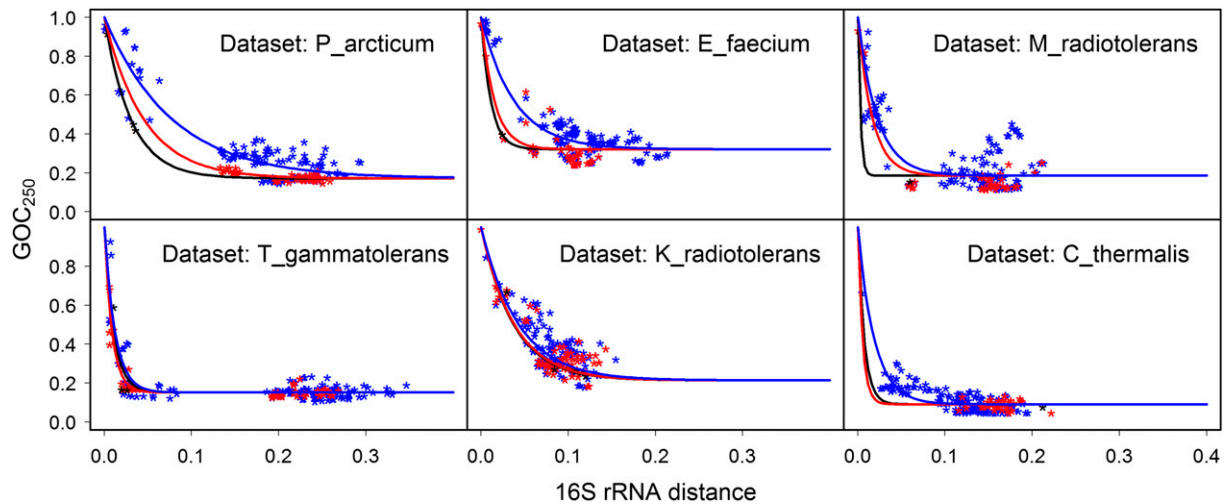 Dataset: P_arcticum
Dataset: E_faecium
Dataset: M_radiotolerans
1.0
0.8
0.6
0.4
0.2
0.0
GOC250
Dataset: T_gammatolerans
Dataset: K_radiotolerans
Dataset: C_thermalis
0.8
0.6
0.4
0.2
0.0
0.0 0.1 0.2 0.3 0.0 0.1 0.2 0.3 0.0 0.1 0.2 0.3 0.4
16S rRNA distance